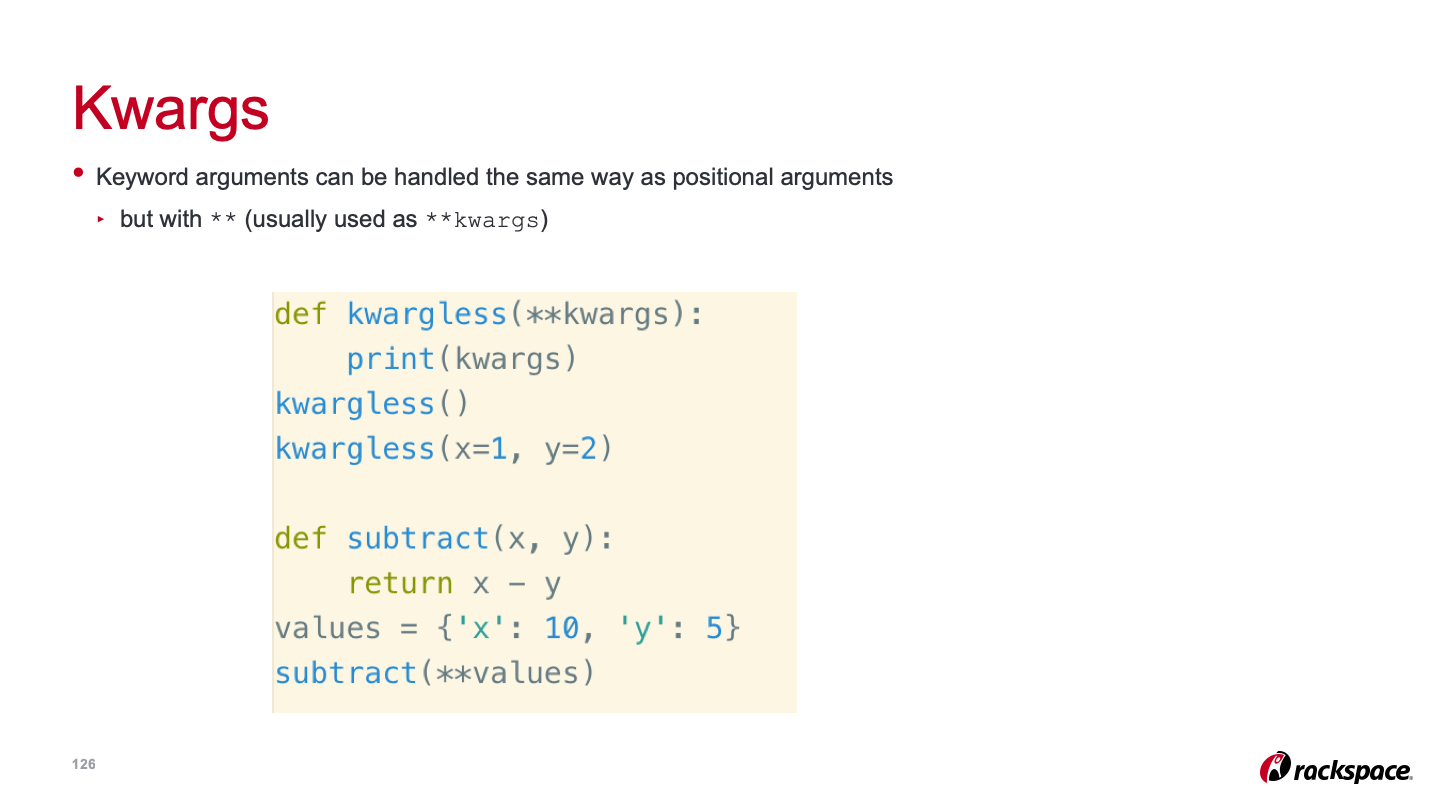 Kwargs
• Keyword arguments can be handled the same way as positional arguments
▸ but with ** (usually used as **kwargs)
def kwargless(**kwargs):
    print(kwargs)
kwargless()
kwargless(x=1, y=2)

def subtract(x, y):
    return x - y
values = {'x': 10, 'y': 5}
subtract(**values)
126
rackspace.